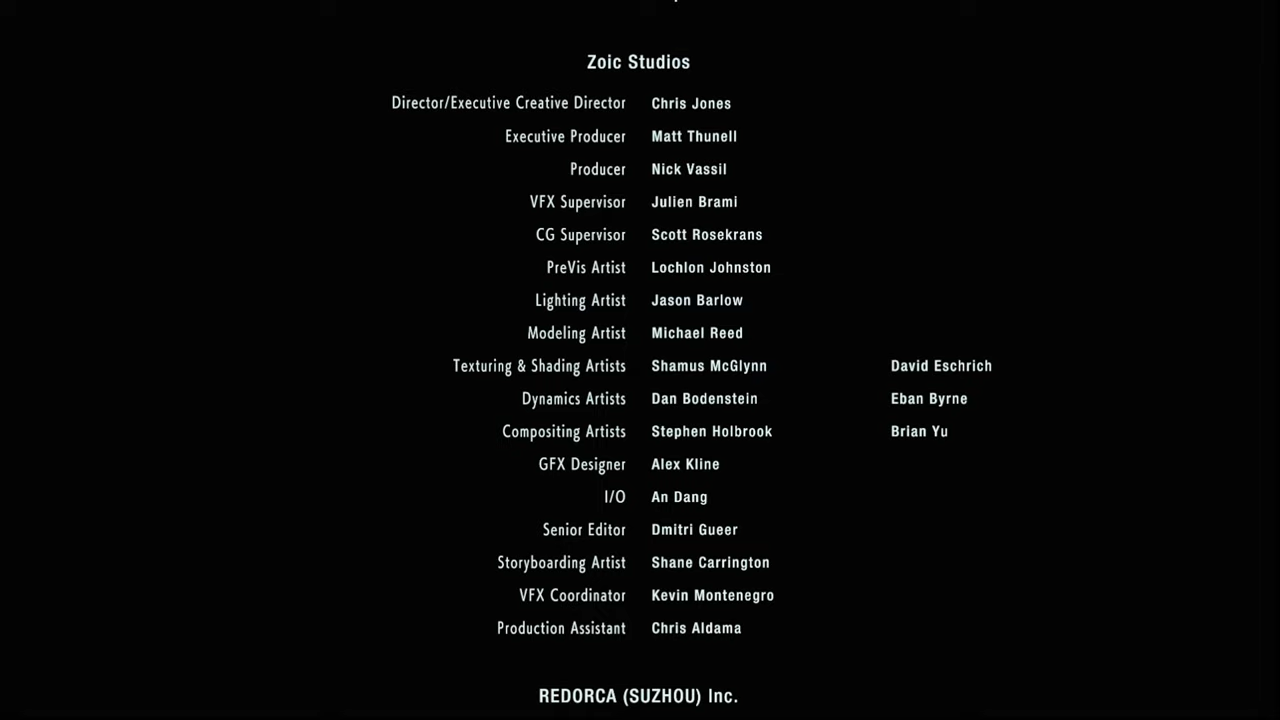 Zoic Studios
Director/Executive Creative Director Chris Jones
Executive Producer Matt Thunell
Producer Nick Vassil
VFX Supervisor Julien Brami
CG Supervisor Scott Rosekrans
PreVis Artist Lochlon Johnston
Lighting Artist Jason Barlow
Modeling Artist Michael Reed
Texturing & Shading Artists Shamus McGlynn David Eschrich
Dynamics Artists Dan Bodenstein Eban Byrne
Compositing Artists Stephen Holbrook Brian Yu
GFX Designer Alex Kline
I/O An Dang
Senior Editor Dmitri Gueer
Storyboarding Artist Shane Carrington
VFX Coordinator Kevin Montenegro
Production Assistant Chris Aldama
REDORCA (SUZHOU) Inc.